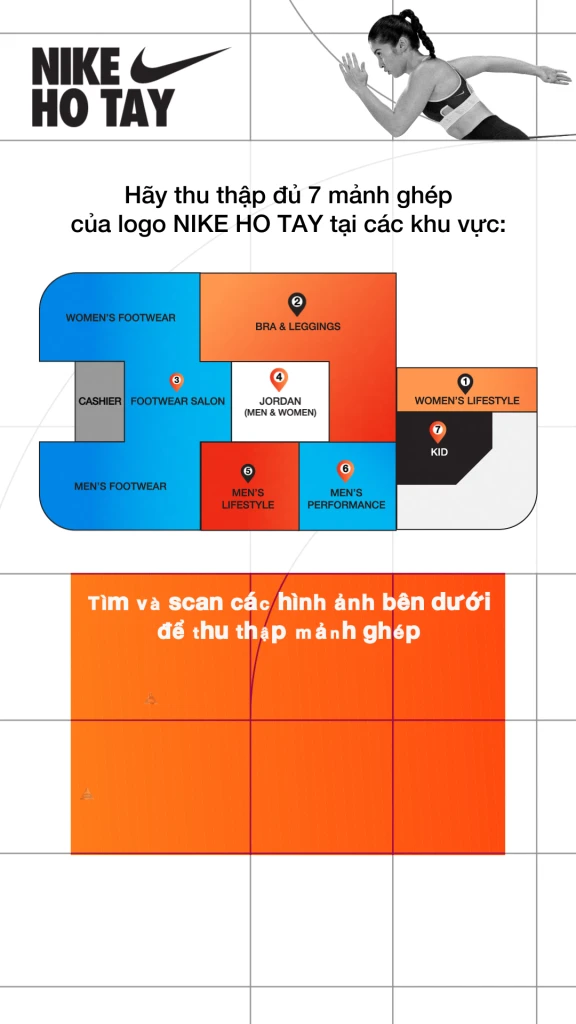 NIKE
HO TAY
Hãy thu thập đủ 7 mảnh ghép
của logo NIKE HO TAY tại các khu vực:
WOMEN'S FOOTWEAR
2
BRA & LEGGINGS
CASHIER
3
FOOTWEAR SALON
4
JORDAN
(MEN & WOMEN)
1
WOMEN'S LIFESTYLE
7
KID
MEN'S FOOTWEAR
5
MEN'S
LIFESTYLE
6
MEN'S
PERFORMANCE
Tìm và scan các hình ảnh bên dưới
để thu thập mảnh ghép